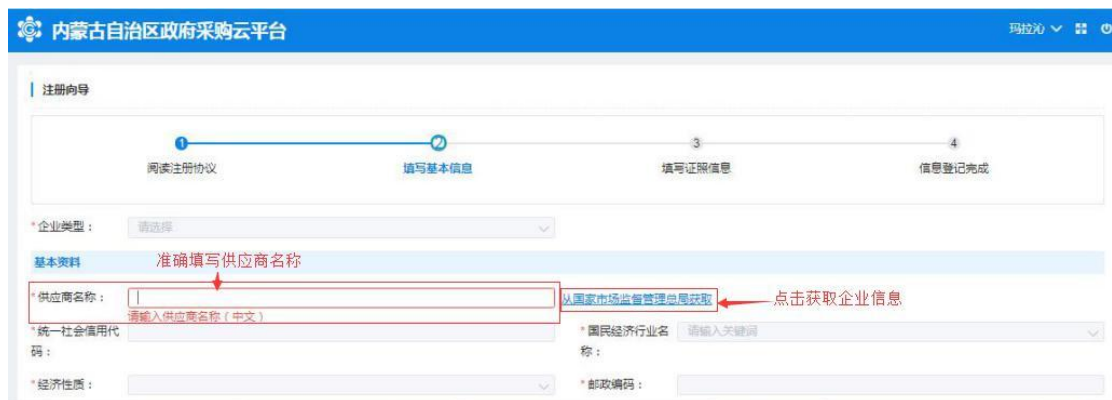 内蒙古自治区政府采购云平台
玛拉沁
注册向导
1 2 3 4
阅读注册协议 填写基本信息 填写证照信息 信息登记完成
*企业类型： 请选择
基本资料 准确填写供应商名称
*供应商名称： 从国家市场监督管理总局获取 点击获取企业信息
请输入供应商名称（中文）
*统一社会信用代码： *国民经济行业名称： 请输入关键词
*经济性质： *邮政编码：